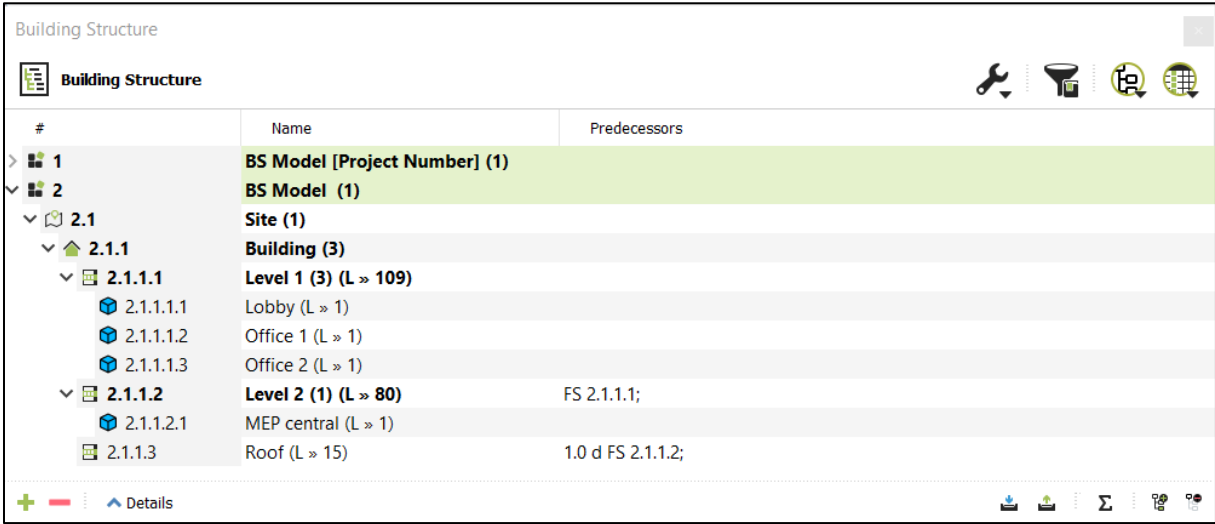 Building Structure
Building Structure
# Name Predecessors
1 BS Model [Project Number] (1)
2 BS Model (1)
2.1 Site (1)
2.1.1 Building (3)
2.1.1.1 Level 1 (3) (L » 109)
2.1.1.1.1 Lobby (L » 1)
2.1.1.1.2 Office 1 (L » 1)
2.1.1.1.3 Office 2 (L » 1)
2.1.1.2 Level 2 (1) (L » 80) FS 2.1.1.1;
2.1.1.2.1 MEP central (L » 1)
2.1.1.3 Roof (L » 15) 1.0 d FS 2.1.1.2;
Details